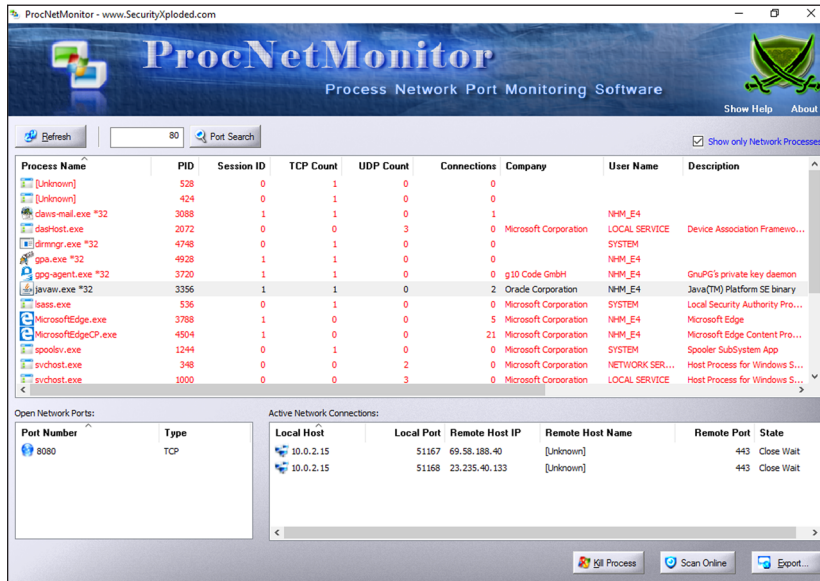 ProcNetMonitor - www.SecurityXploded.com
ProcNetMonitor
Process Network Port Monitoring Software
Show Help About
Refresh 80 Port Search Show only Network Processes
Process Name PID Session ID TCP Count UDP Count Connections Company User Name Description
[Unknown] 528 0 1 0 0
[Unknown] 424 0 1 0 0
claws-mail.exe *32 3088 1 1 0 1 NHM_E4
dasHost.exe 2072 0 0 3 0 Microsoft Corporation LOCAL SERVICE Device Association Framewo...
dirmngr.exe *32 4748 0 1 0 0 SYSTEM
gpa.exe *32 4928 1 1 0 0 NHM_E4
gpg-agent.exe *32 3720 1 1 0 0 g10 Code GmbH NHM_E4 GnuPG's private key daemon
javaw.exe *32 3356 1 1 0 2 Oracle Corporation NHM_E4 Java(TM) Platform SE binary
lsass.exe 536 0 1 0 0 Microsoft Corporation SYSTEM Local Security Authority Pro...
MicrosoftEdge.exe 3788 1 0 0 5 Microsoft Corporation NHM_E4 Microsoft Edge
MicrosoftEdgeCP.exe 4504 1 0 0 21 Microsoft Corporation NHM_E4 Microsoft Edge Content Pro...
spoolsv.exe 1244 0 1 0 0 Microsoft Corporation SYSTEM Spooler SubSystem App
svchost.exe 348 0 0 2 0 Microsoft Corporation NETWORK SER... Host Process for Windows S...
svchost.exe 1000 0 0 3 0 Microsoft Corporation LOCAL SERVICE Host Process for Windows S...
Open Network Ports: Active Network Connections:
Port Number Type Local Host Local Port Remote Host IP Remote Host Name Remote Port State
8080 TCP 10.0.2.15 51167 69.58.188.40 [Unknown] 443 Close Wait
10.0.2.15 51168 23.235.40.133 [Unknown] 443 Close Wait
Kill Process Scan Online Export...